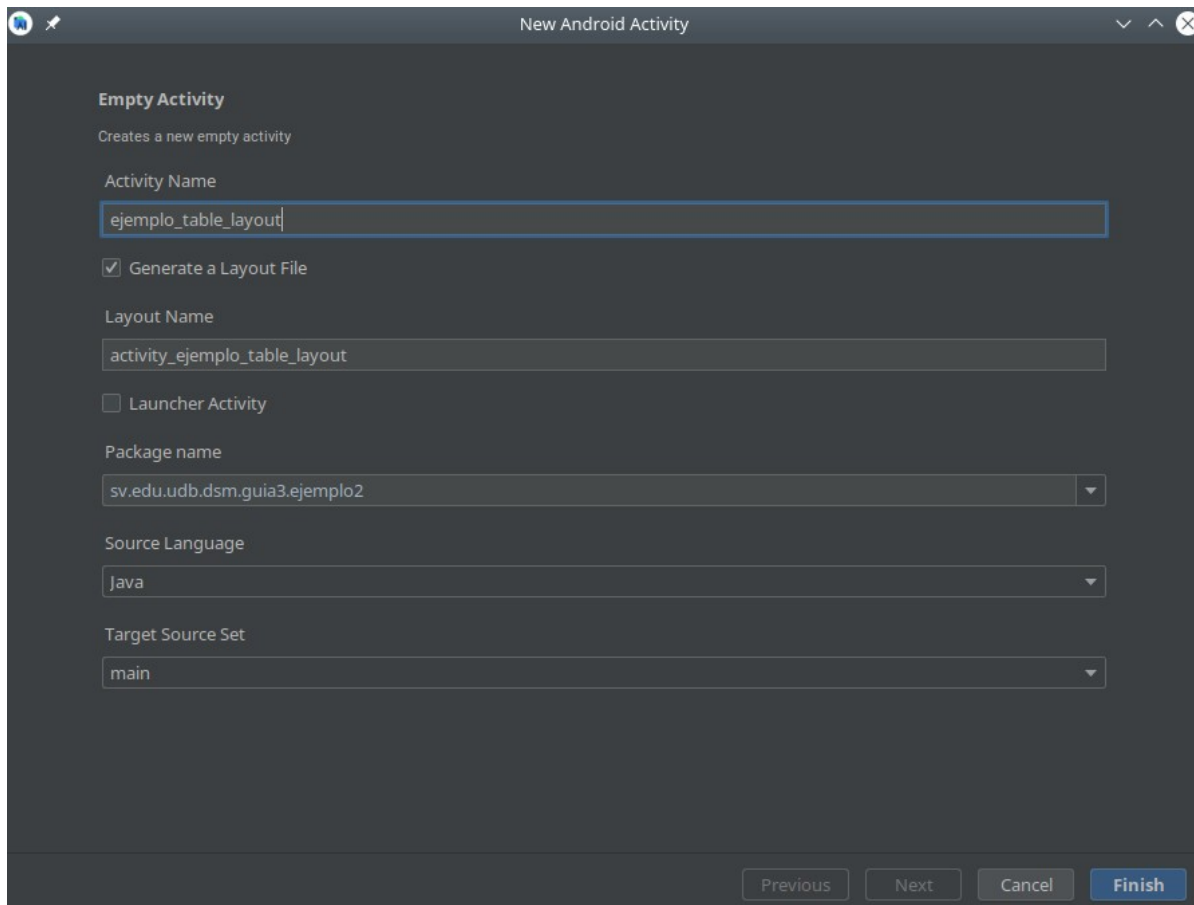 New Android Activity
Empty Activity
Creates a new empty activity
Activity Name
ejemplo_table_layout
Generate a Layout File
Layout Name
activity_ejemplo_table_layout
Launcher Activity
Package name
sv.edu.udb.dsm.guia3.ejemplo2
Source Language
Java
Target Source Set
main
Previous Next Cancel Finish